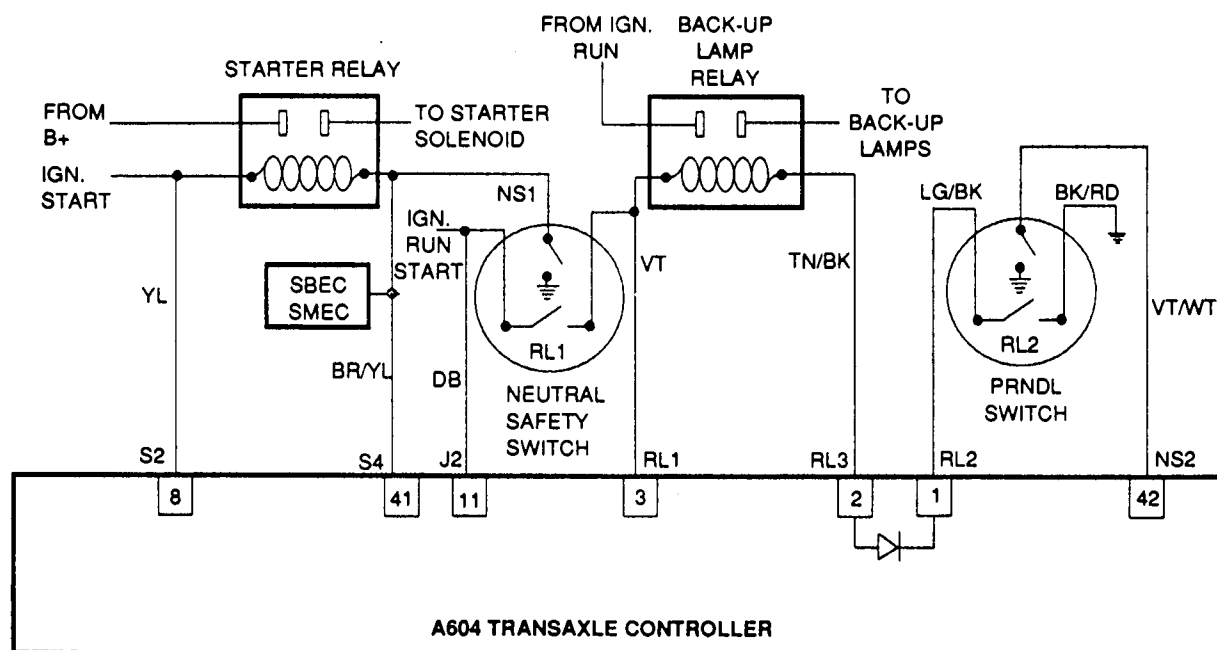 FROM IGN.
RUN
BACK-UP
LAMP
RELAY
STARTER RELAY
FROM
B+
TO STARTER
SOLENOID
TO
BACK-UP
LAMPS
IGN.
START
NS1
LG/BK
BK/RD
IGN.
RUN
START
VT
TN/BK
SBEC
SMEC
YL
VT/WT
RL1
RL2
BR/YL
DB
NEUTRAL
SAFETY
SWITCH
PRNDL
SWITCH
S2
S4
J2
RL1
RL3
RL2
NS2
8
41
11
3
2
1
42
A604 TRANSAXLE CONTROLLER